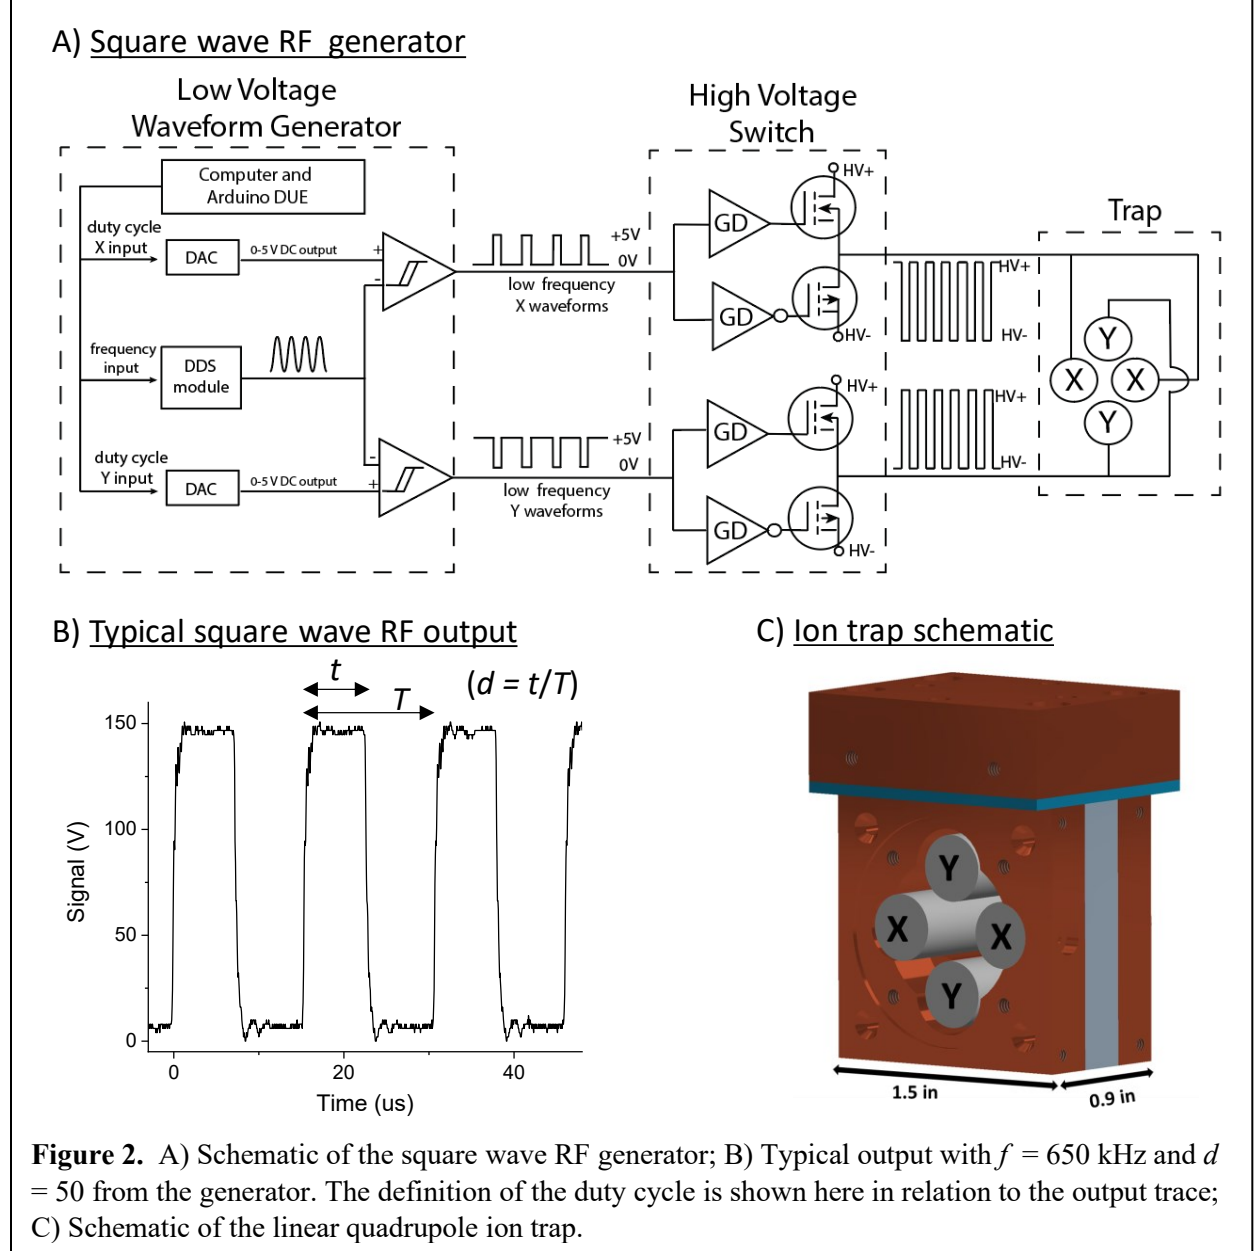 A) Square wave RF generator
Low Voltage
Waveform Generator
High Voltage
Switch
Computer and
Arduino DUE
duty cycle
X input
DAC
0-5 V DC output
+
-
+5V
0V
low frequency
X waveforms
frequency
input
DDS
module
duty cycle
Y input
DAC
0-5 V DC output
-
+
+5V
0V
low frequency
Y waveforms
GD
HV+
GD
HV-
HV+
HV-
GD
HV+
GD
HV-
HV+
HV-
Trap
Y
X
X
Y
B) Typical square wave RF output
t
T
(d = t/T)
150
100
50
0
Signal (V)
0
20
40
Time (us)
C) Ion trap schematic
Y
X
X
Y
1.5 in
0.9 in
Figure 2. A) Schematic of the square wave RF generator; B) Typical output with f = 650 kHz and d
= 50 from the generator. The definition of the duty cycle is shown here in relation to the output trace;
C) Schematic of the linear quadrupole ion trap.